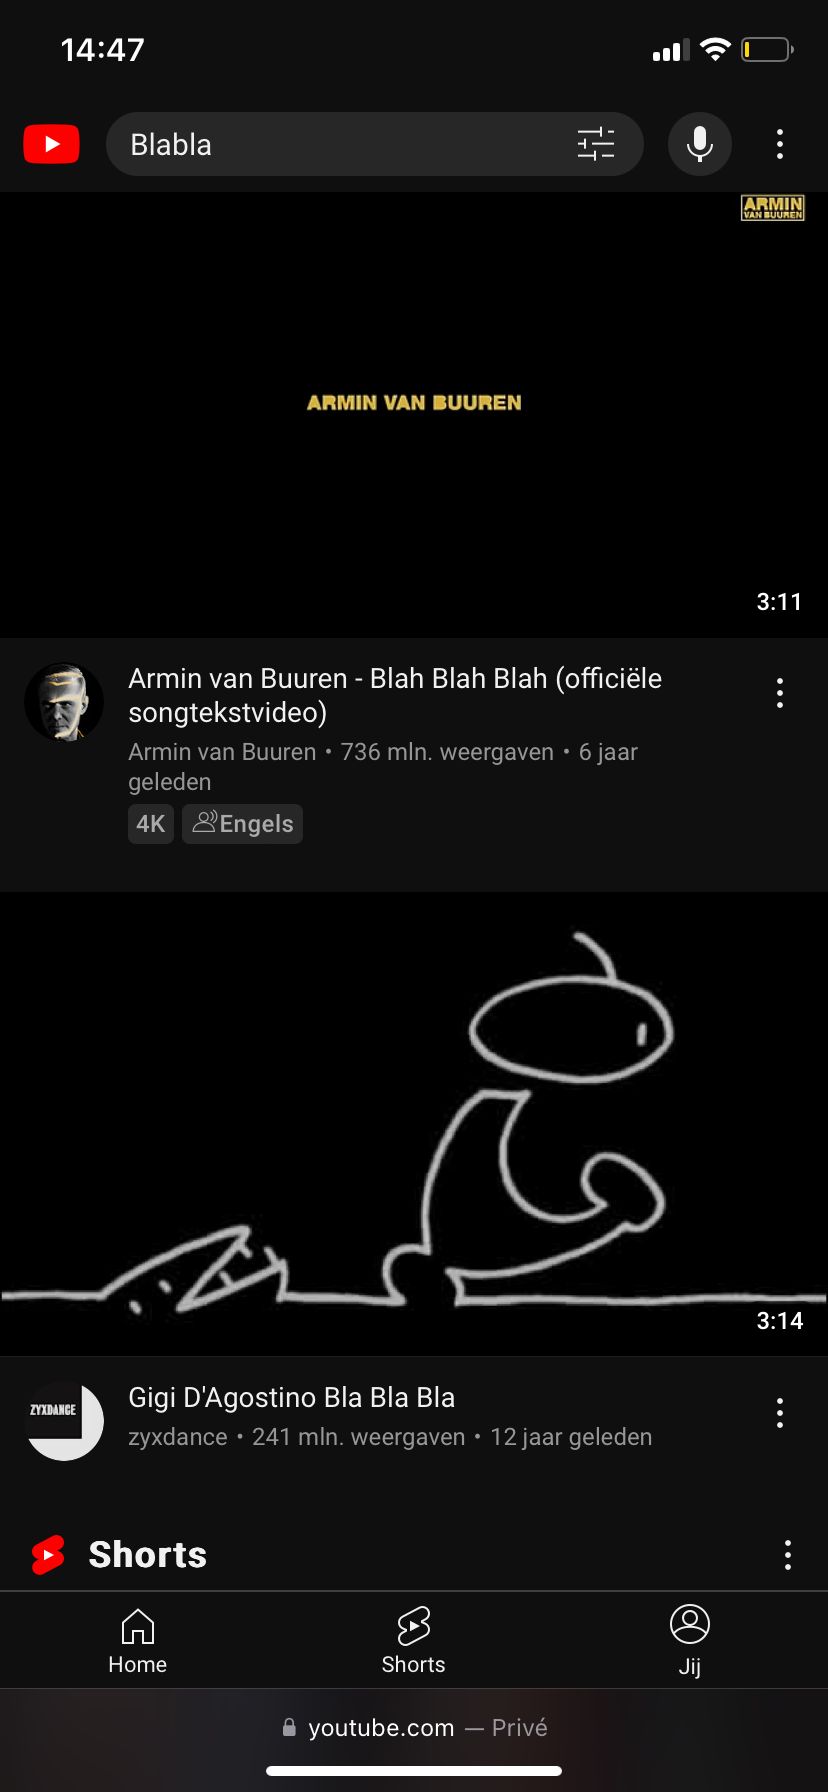 14:47
Blabla
ARMIN
VAN BUUREN
ARMIN VAN BUUREN
3:11
Armin van Buuren - Blah Blah Blah (officiële
songtekstvideo)
Armin van Buuren • 736 mln. weergaven • 6 jaar
geleden
4K Engels
3:14
ZYXDANCE
Gigi D'Agostino Bla Bla Bla
zyxdance • 241 mln. weergaven • 12 jaar geleden
Shorts
Home Shorts Jij
youtube.com — Privé